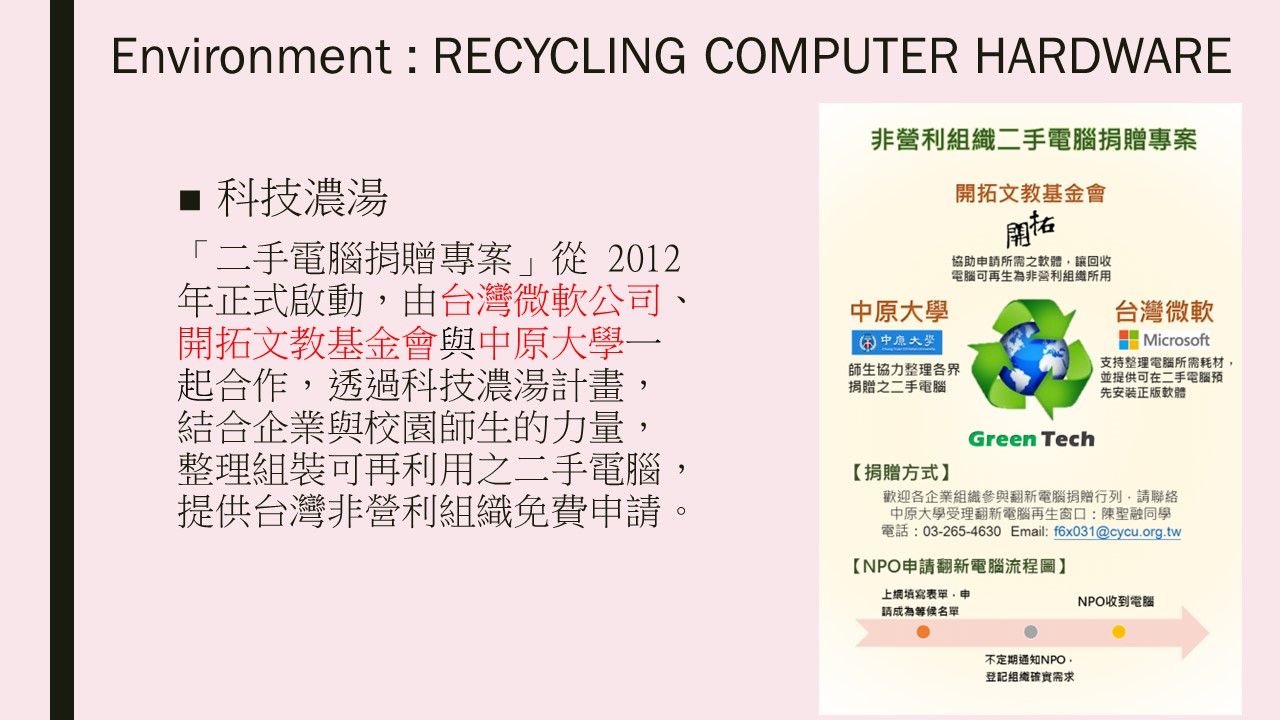 Environment : RECYCLING COMPUTER HARDWARE
■ 科技濃湯
「二手電腦捐贈專案」從 2012
年正式啟動，由台灣微軟公司、
開拓文教基金會與中原大學一
起合作，透過科技濃湯計畫，
結合企業與校園師生的力量，
整理組裝可再利用之二手電腦，
提供台灣非營利組織免費申請。
非營利組織二手電腦捐贈專案
開拓文教基金會
開拓
協助申請所需之軟體，讓回收
電腦可再生為非營利組織所用
中原大學
中原大學
師生協力整理各界
捐贈之二手電腦
台灣微軟
Microsoft
支持整理電腦所需耗材，
並提供可在二手電腦預
先安裝正版軟體
Green Tech
【捐贈方式】
歡迎各企業組織參與翻新電腦捐贈行列，請聯絡
中原大學受理翻新電腦再生窗口：陳聖融同學
電話：03-265-4630 Email: f6x031@cycu.org.tw
【NPO申請翻新電腦流程圖】
上網填寫表單，申
請成為等候名單
NPO收到電腦
不定期通知NPO，
登記組織確實需求